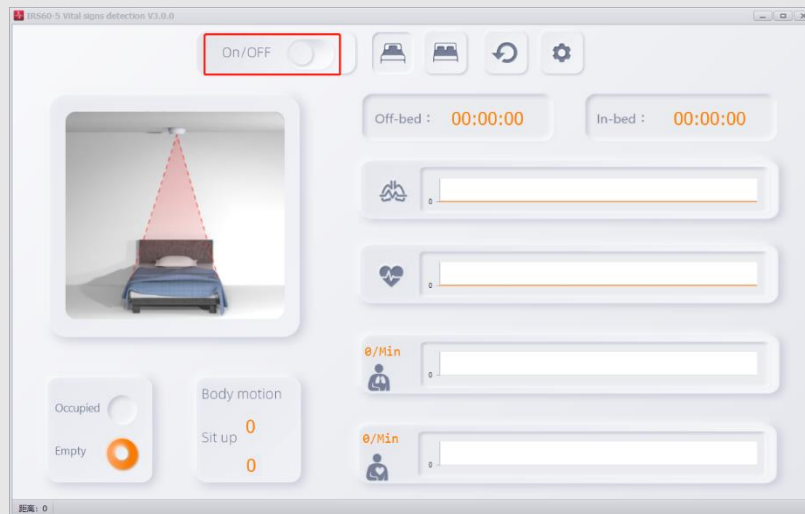 IRS60-5 Vital signs detection V3.0.0
On/OFF
Off-bed： 00:00:00
In-bed： 00:00:00
0
0
0/Min
0
Occupied
Empty
Body motion
0
Sit up
0
0/Min
0
距离: 0